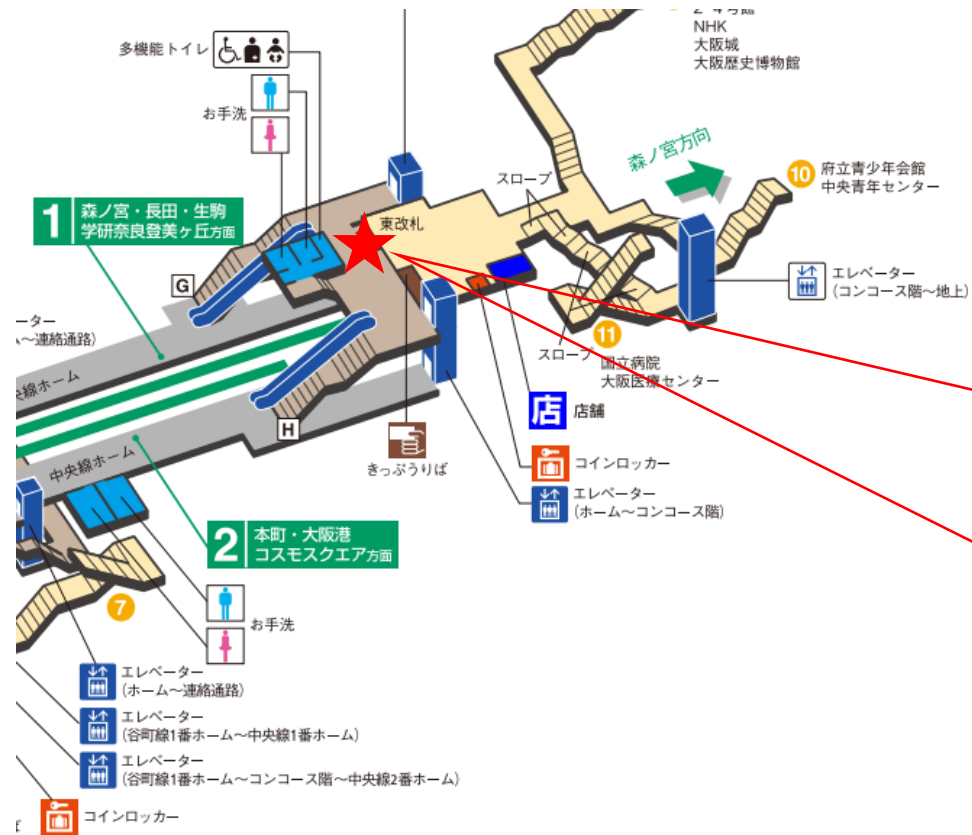 NHK
大阪城
大阪歴史博物館
多機能トイレ
お手洗
スロープ
森ノ宮方向
10
府立青少年会館
中央青年センター
1
森ノ宮・長田・生駒
学研奈良登美ヶ丘方面
東改札
エレベーター
(コンコース階〜地上)
G
スロープ
スロープ
11
国立病院
大阪医療センター
ーター
〜連絡通路)
央線ホーム
店
店舗
H
きっぷうりば
コインロッカー
中央線ホーム
エレベーター
(ホーム〜コンコース階)
2
本町・大阪港
コスモスクエア方面
7
お手洗
エレベーター
(ホーム〜連絡通路)
エレベーター
(谷町線1番ホーム〜中央線1番ホーム)
エレベーター
(谷町線1番ホーム〜コンコース階〜中央線2番ホーム)
コインロッカー
ば